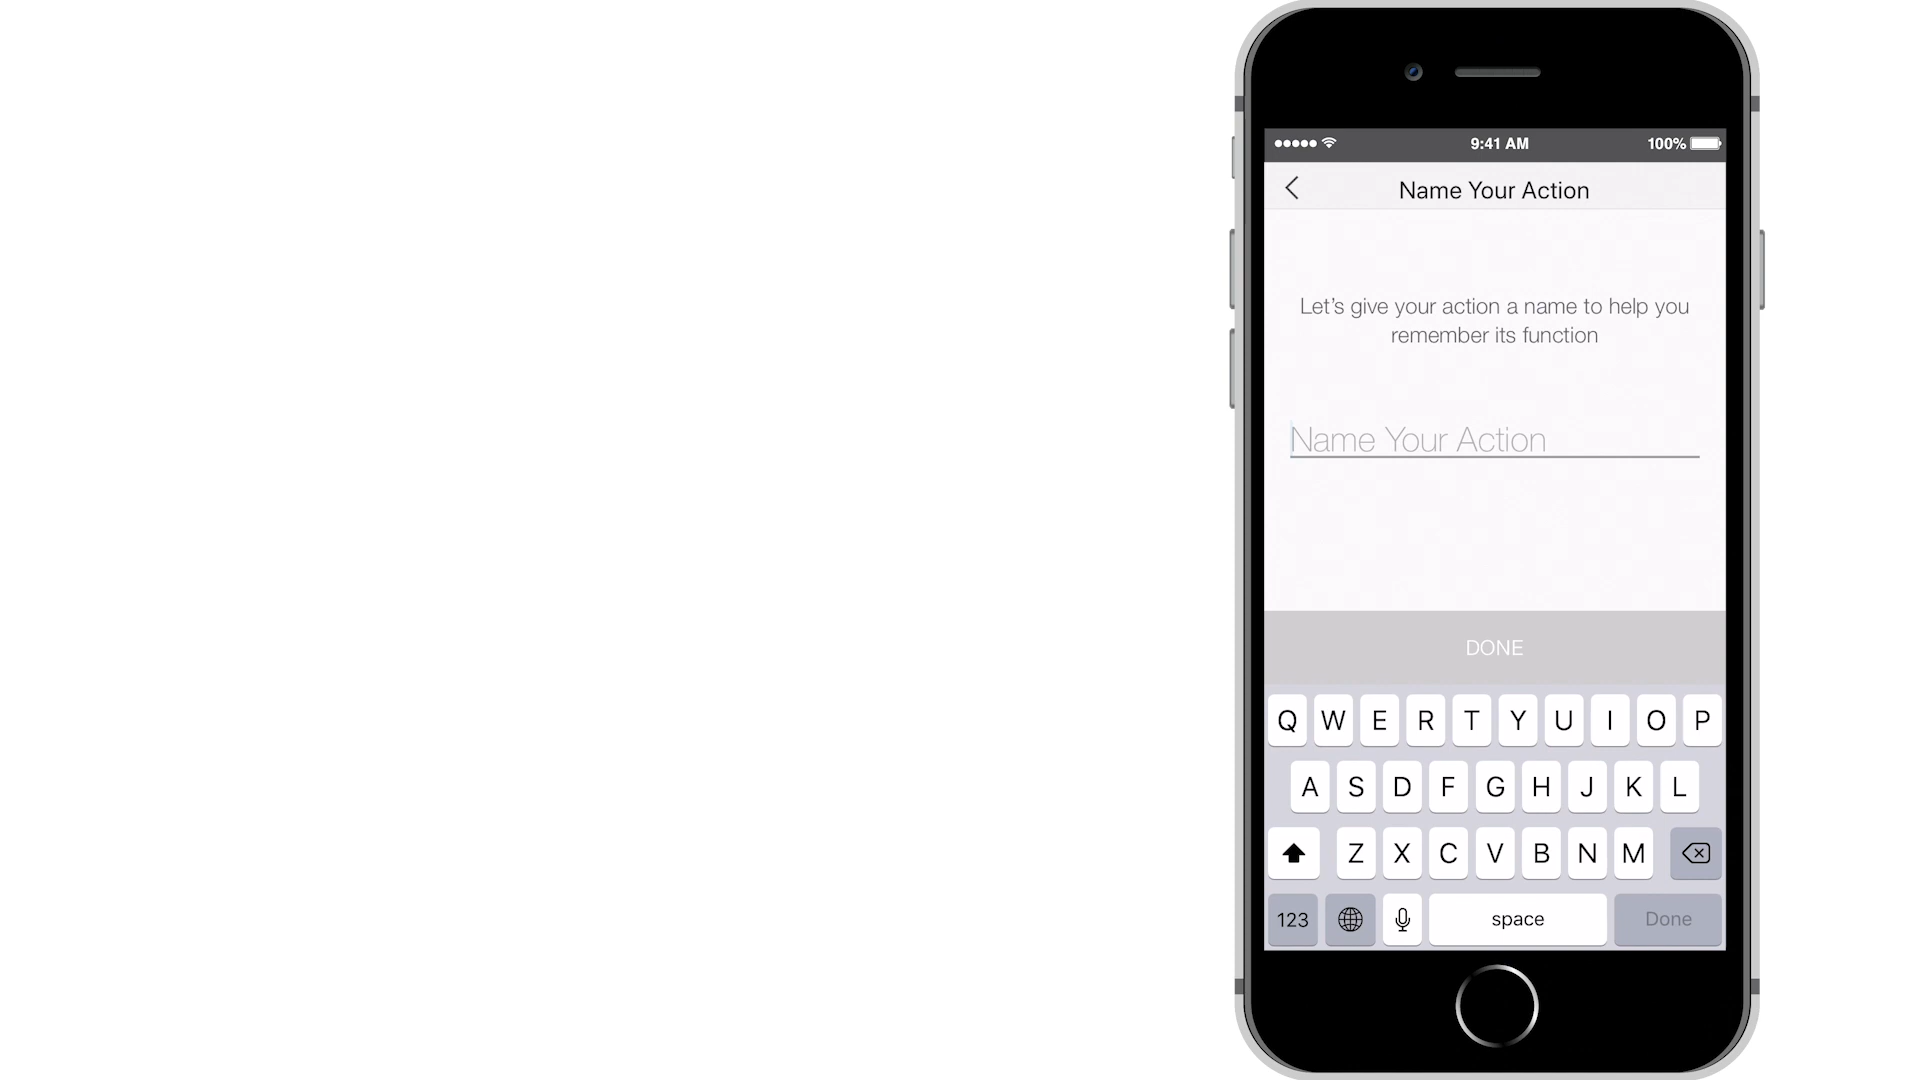 9:41 AM 100%
Name Your Action
Let's give your action a name to help you
remember its function
Name Your Action
DONE
Q W E R T Y U I O P
A S D F G H J K L
Z X C V B N M
123 space Done